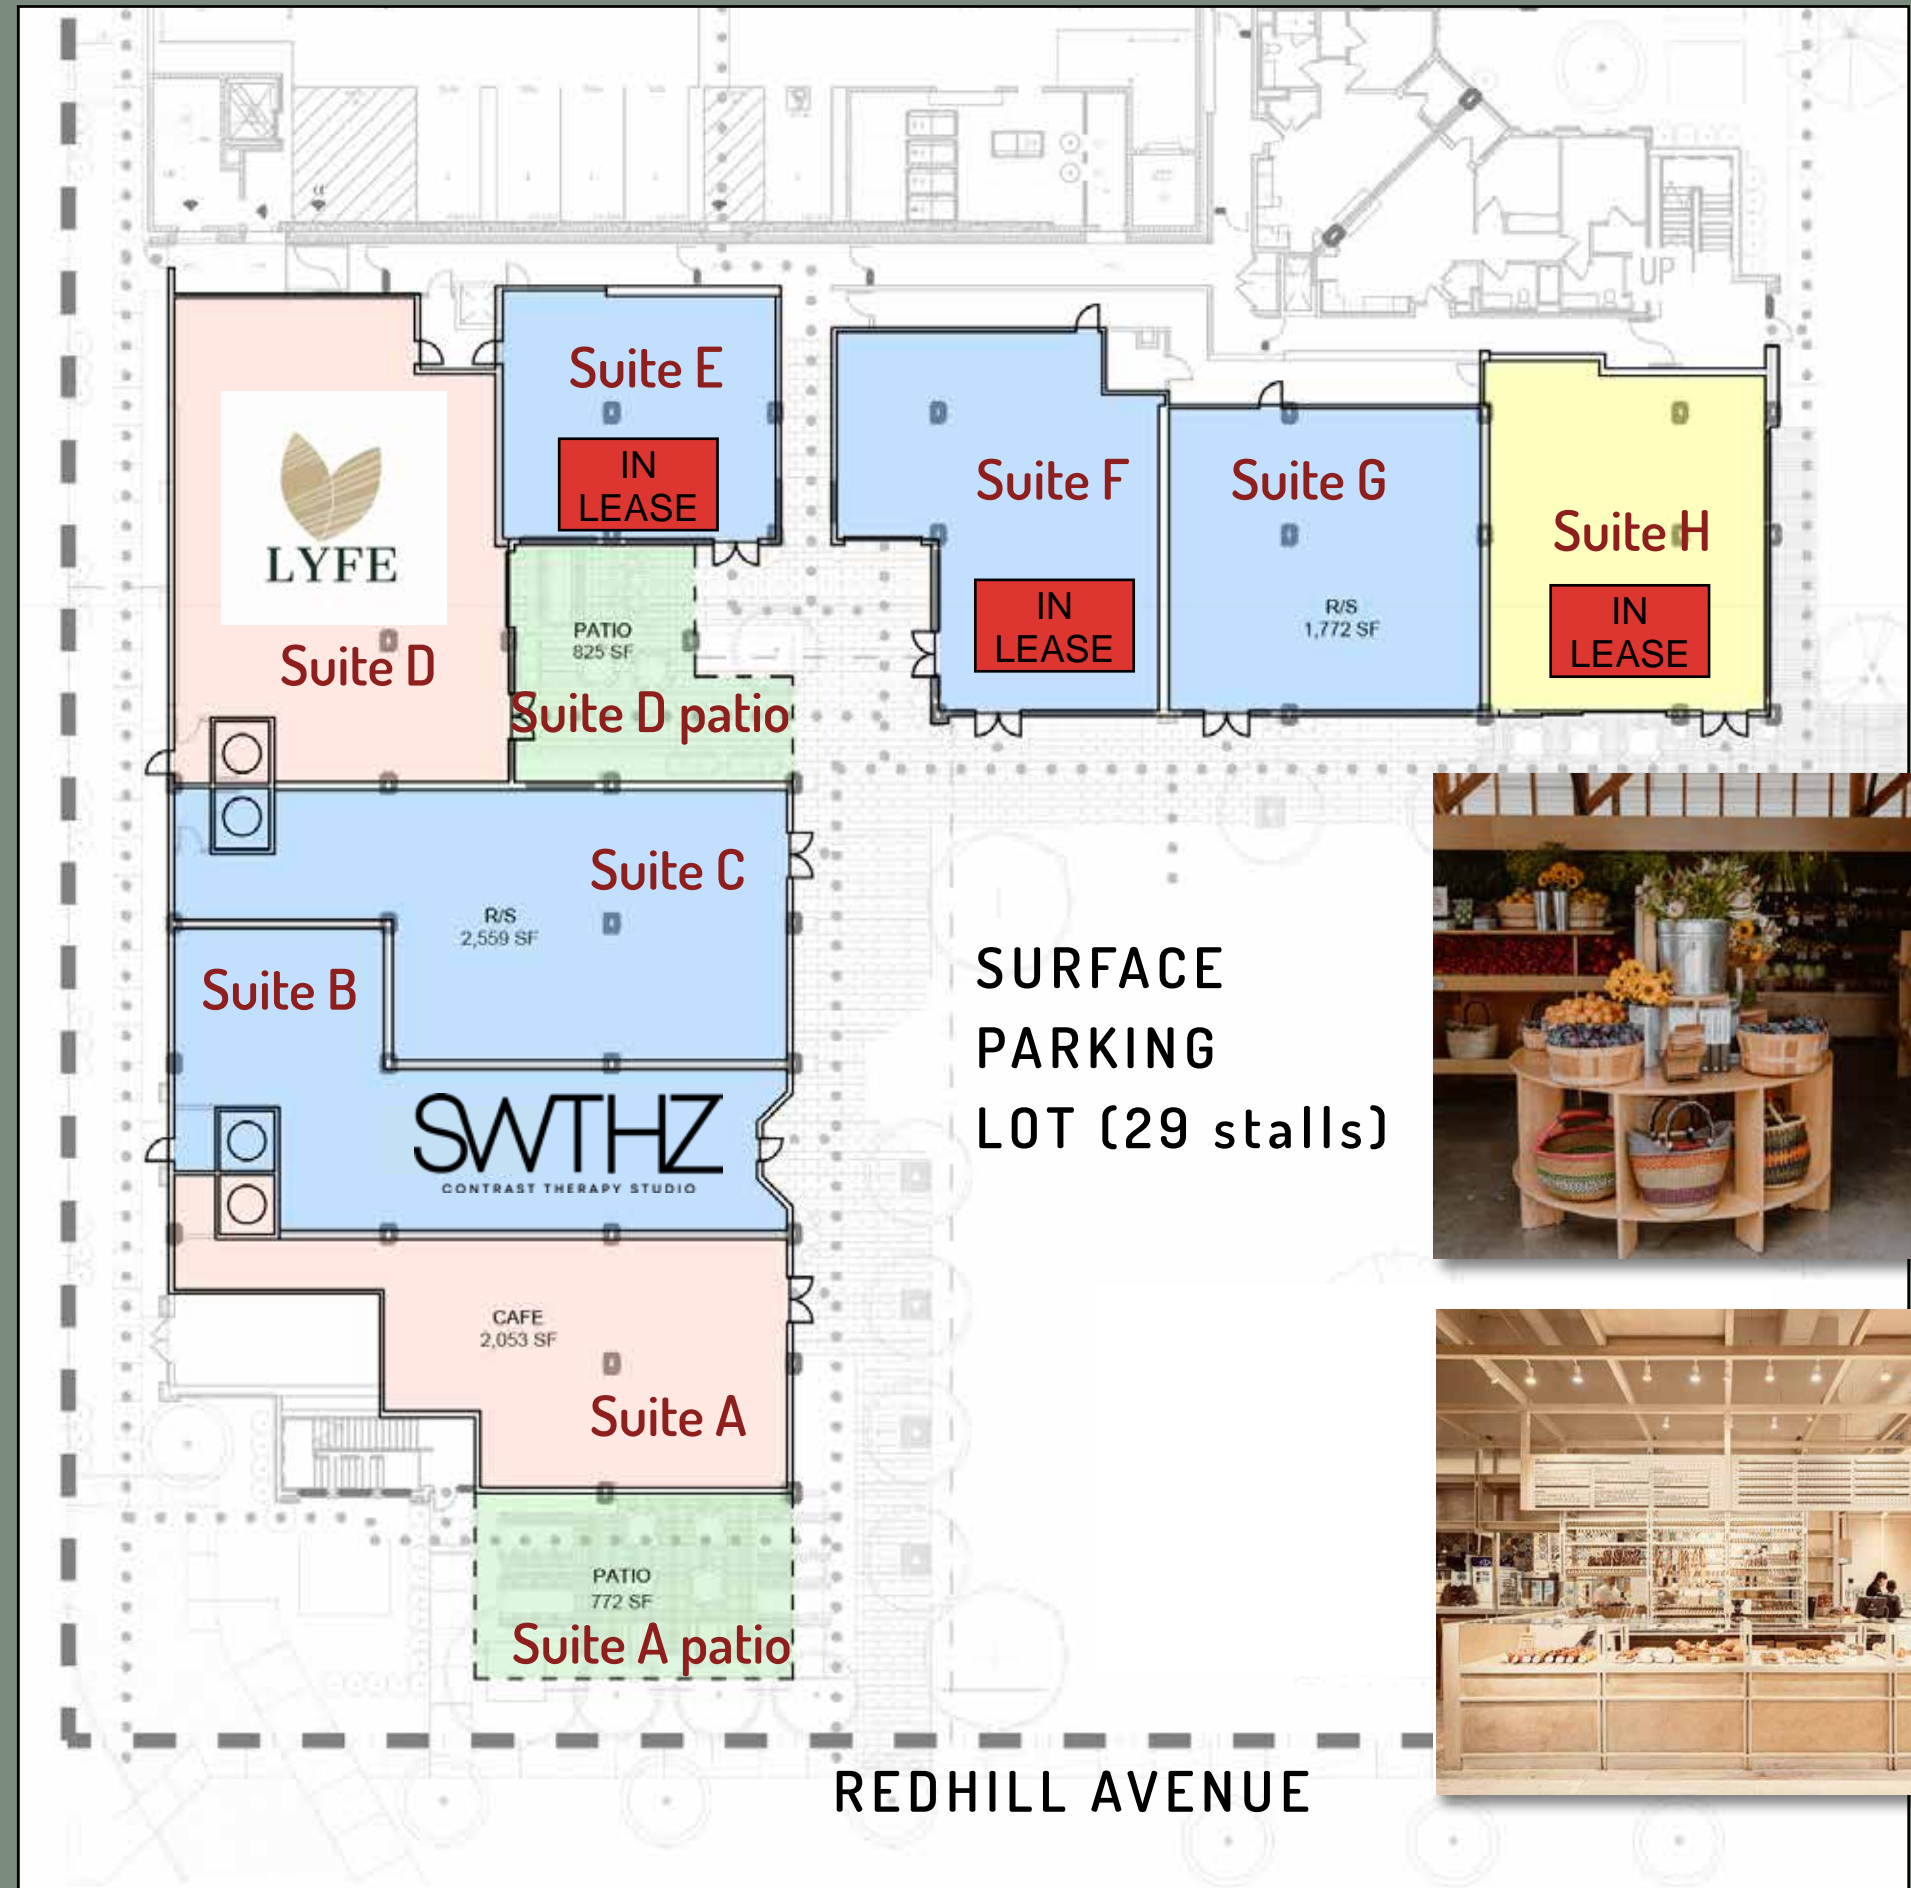 UP
Suite E
IN
LEASE
LYFE
Suite D
PATIO
825 SF
Suite D patio
Suite F
IN
LEASE
Suite G
R/S
1,772 SF
Suite H
IN
LEASE
Suite C
R/S
2,559 SF
Suite B
SWTHZ
CONTRAST THERAPY STUDIO
CAFE
2,053 SF
Suite A
PATIO
772 SF
Suite A patio
SURFACE
PARKING
LOT (29 stalls)
REDHILL AVENUE